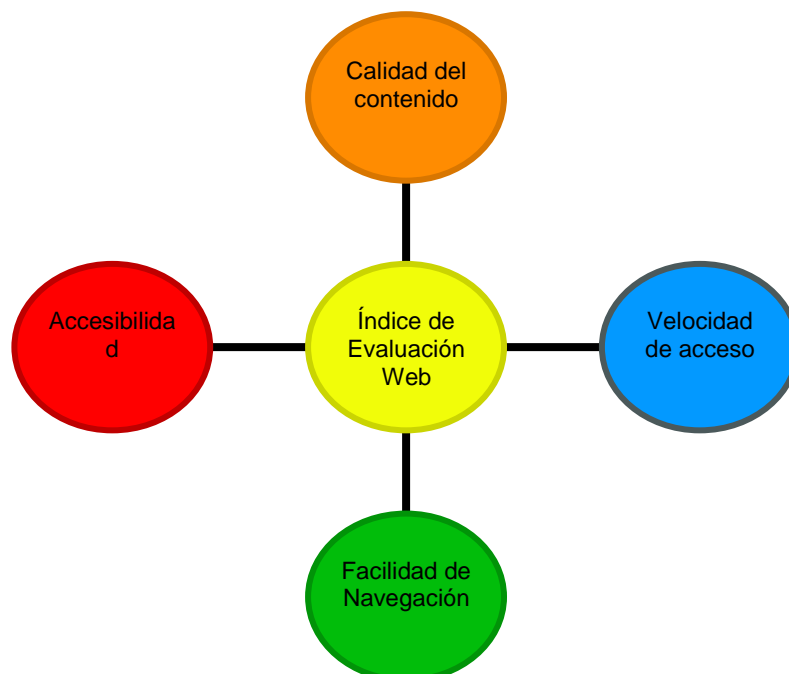 Calidad del
contenido
Accesibilida
d
Índice de
Evaluación
Web
Velocidad
de acceso
Facilidad de
Navegación